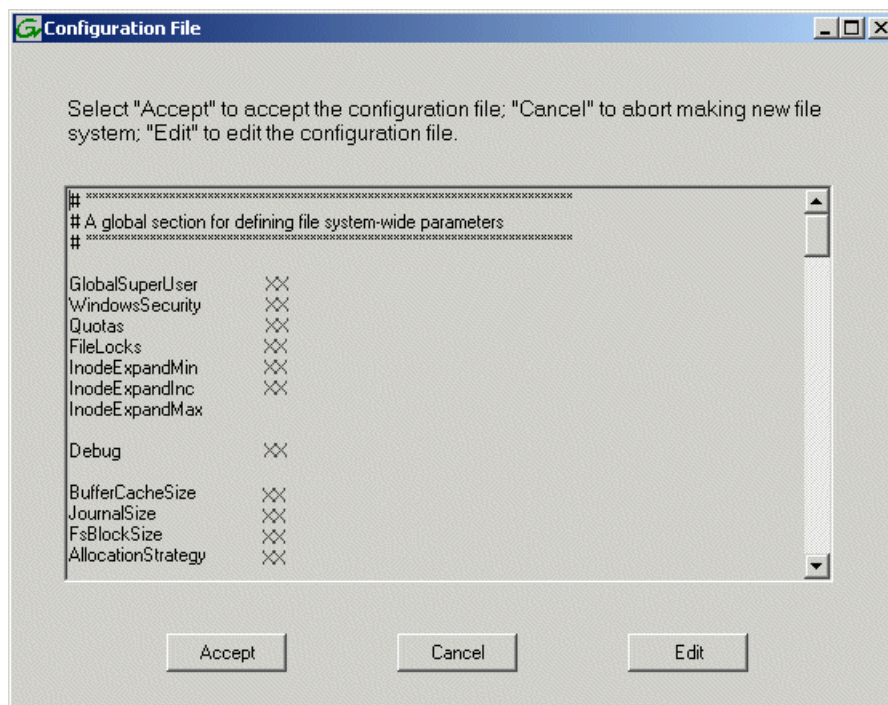 Configuration File
Select "Accept" to accept the configuration file; "Cancel" to abort making new file
system; "Edit" to edit the configuration file.
# ****************************************************************************
# A global section for defining file system-wide parameters
# ****************************************************************************
GlobalSuperUser XX
WindowsSecurity XX
Quotas XX
FileLocks XX
InodeExpandMin XX
InodeExpandInc XX
InodeExpandMax
Debug XX
BufferCacheSize XX
JournalSize XX
FsBlockSize XX
AllocationStrategy XX
Accept Cancel Edit